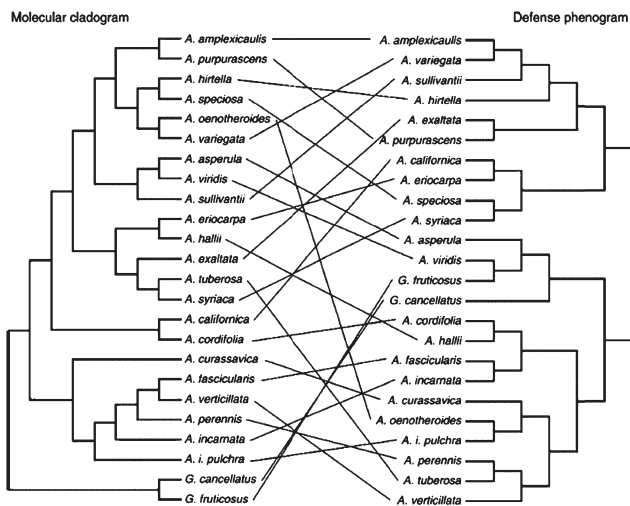 Molecular cladogram
Defense phenogram
A. amplexicaulis
A. purpurascens
A. hirtella
A. speciosa
A. oenotheroides
A. variegata
A. asperula
A. viridis
A. sullivantii
A. eriocarpa
A. hallii
A. exaltata
A. tuberosa
A. syriaca
A. californica
A. cordifolia
A. curassavica
A. fascicularis
A. verticillata
A. perennis
A. incarnata
A. i. pulchra
G. cancellatus
G. fruticosus
A. amplexicaulis
A. variegata
A. sullivantii
A. hirtella
A. exaltata
A. purpurascens
A. californica
A. eriocarpa
A. speciosa
A. syriaca
A. asperula
A. viridis
G. fruticosus
G. cancellatus
A. cordifolia
A. hallii
A. fascicularis
A. incarnata
A. curassavica
A. oenotheroides
A. i. pulchra
A. perennis
A. tuberosa
A. verticillata